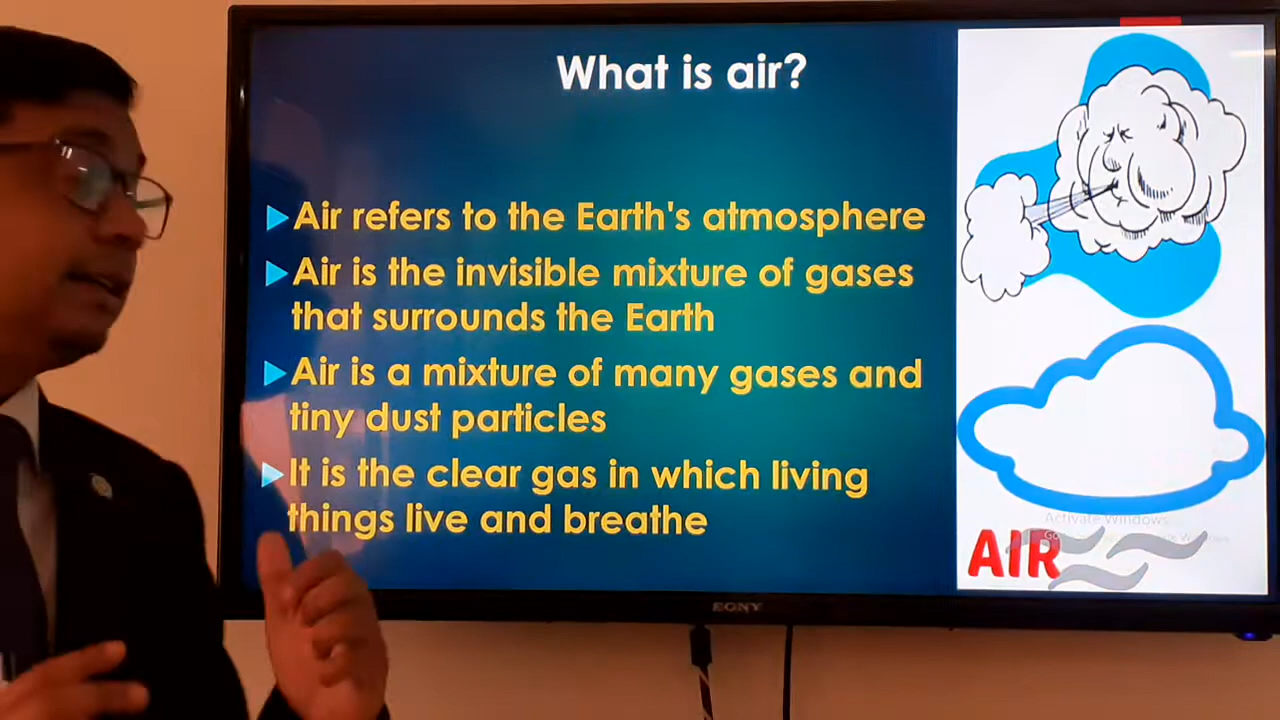 What is air?
Air refers to the Earth's atmosphere
Air is the invisible mixture of gases
that surrounds the Earth
Air is a mixture of many gases and
tiny dust particles
It is the clear gas in which living
things live and breathe
Activate Windows
AIR